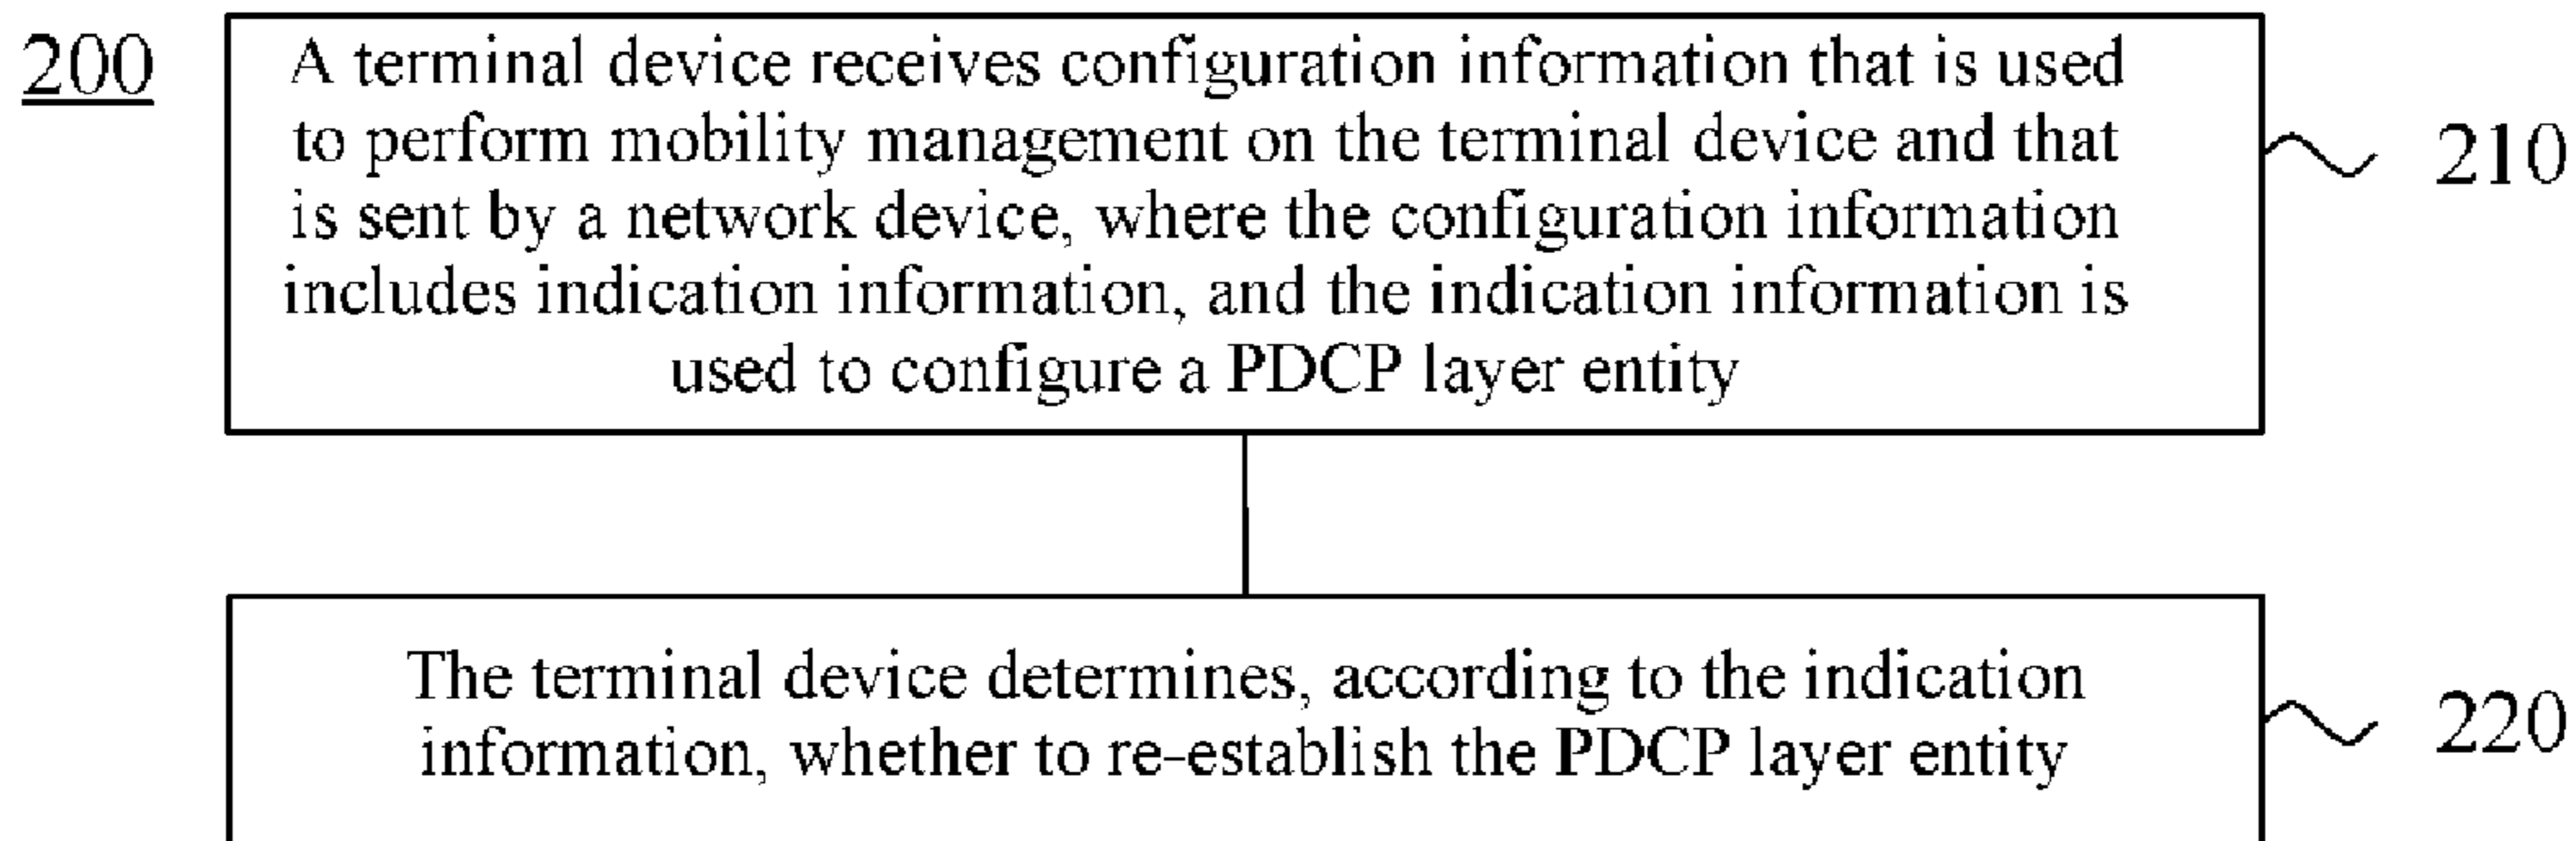 200
A terminal device receives configuration information that is used
to perform mobility management on the terminal device and that
is sent by a network device, where the configuration information
includes indication information, and the indication information is
used to configure a PDCP layer entity
210
The terminal device determines, according to the indication
information, whether to re-establish the PDCP layer entity
220